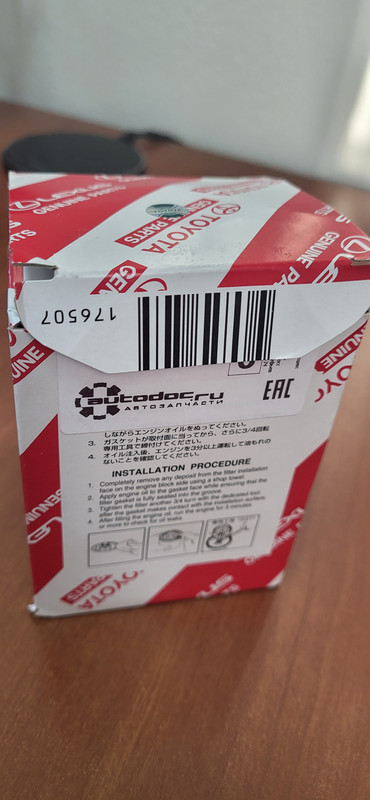 TOYOTA
GENUINE PARTS
176507
autodoc.ru
АВТОЗАПЧАСТИ
EAC
しながらエンジンオイルをぬってください。
3. ガスケットが取付面に当ってから、さらに3/4回転
専用工具で締付けてください。
4. オイル注入後、エンジンを3分以上運転して油もれの
ないことを確認してください。
INSTALLATION PROCEDURE
1. Completely remove any deposit from the filter installation
face on the engine block side using a shop towel.
2. Apply engine oil to the gasket face while ensuring that the
filter gasket is fully seated into the groove.
3. Tighten the filter another 3/4 turn with the dedicated tool
after the gasket makes contact with the installation surface.
4. After filling the engine oil, run the engine for 3 minutes
or more to check for oil leaks.
TOYOTA
PARTS